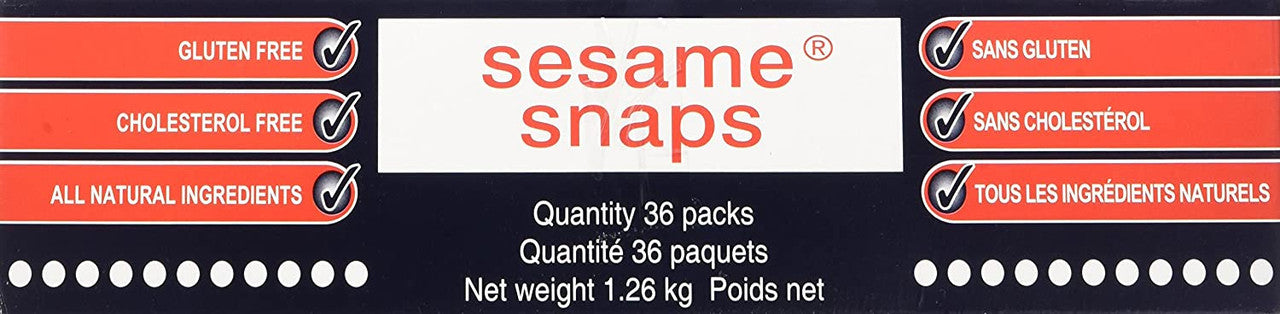 GLUTEN FREE
CHOLESTEROL FREE
ALL NATURAL INGREDIENTS
sesame®
snaps
Quantity 36 packs
Quantité 36 paquets
Net weight 1.26 kg Poids net
SANS GLUTEN
SANS CHOLESTÉROL
TOUS LES INGRÉDIENTS NATURELS